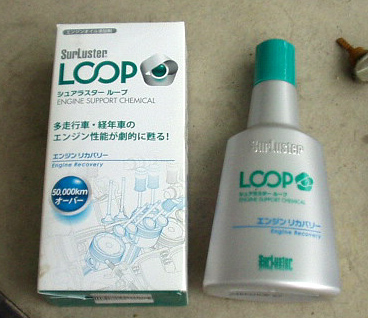 エンジンオイル添加剤
SurLuster
LOOP
シュアラスター ループ
ENGINE SUPPORT CHEMICAL
多走行車・経年車の
エンジン性能が劇的に甦る!
エンジン リカバリー
Engine Recovery
50,000km
オーバー
SurLuster
LOOP
シュアラスター ループ
ENGINE SUPPORT CHEMICAL
エンジン リカバリー
Engine Recovery
SurLuster